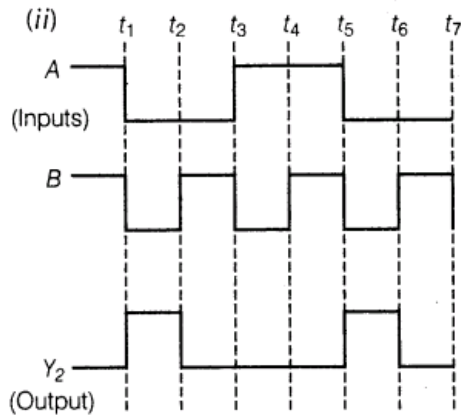 (ii) t1 t2 t3 t4 t5 t6 t7
A
(Inputs)
B
Y2
(Output)